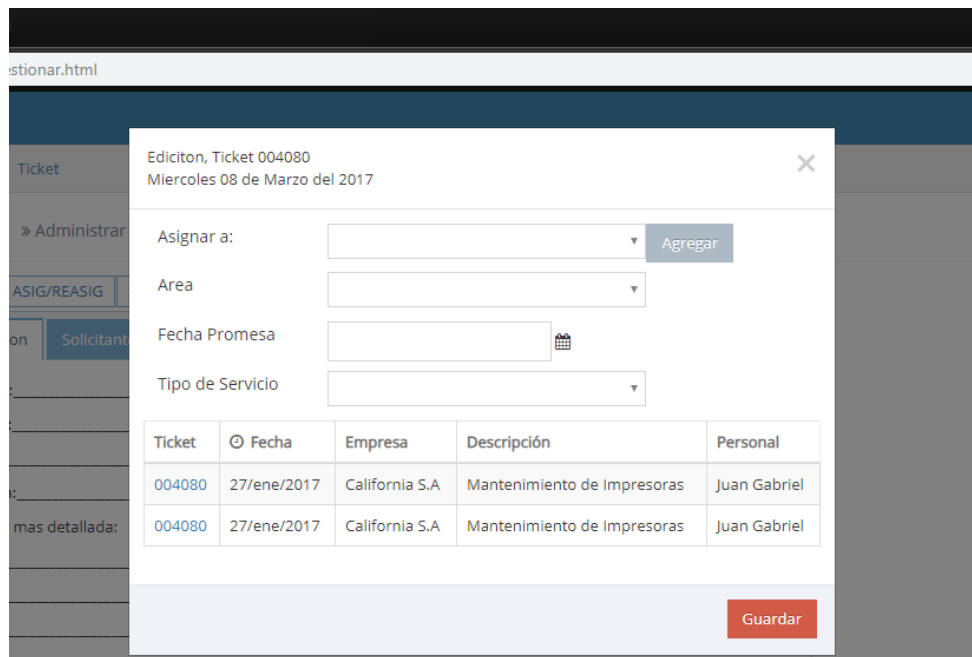 estionar.html
Ticket
» Administrar
ASIG/REASIG
on
Solicitant
mas detallada:
Ediciton, Ticket 004080
Miercoles 08 de Marzo del 2017
×
Asignar a:
Agregar
Area
Fecha Promesa
Tipo de Servicio
Ticket Fecha Empresa Descripción Personal
004080 27/ene/2017 California S.A Mantenimiento de Impresoras Juan Gabriel
004080 27/ene/2017 California S.A Mantenimiento de Impresoras Juan Gabriel
Guardar